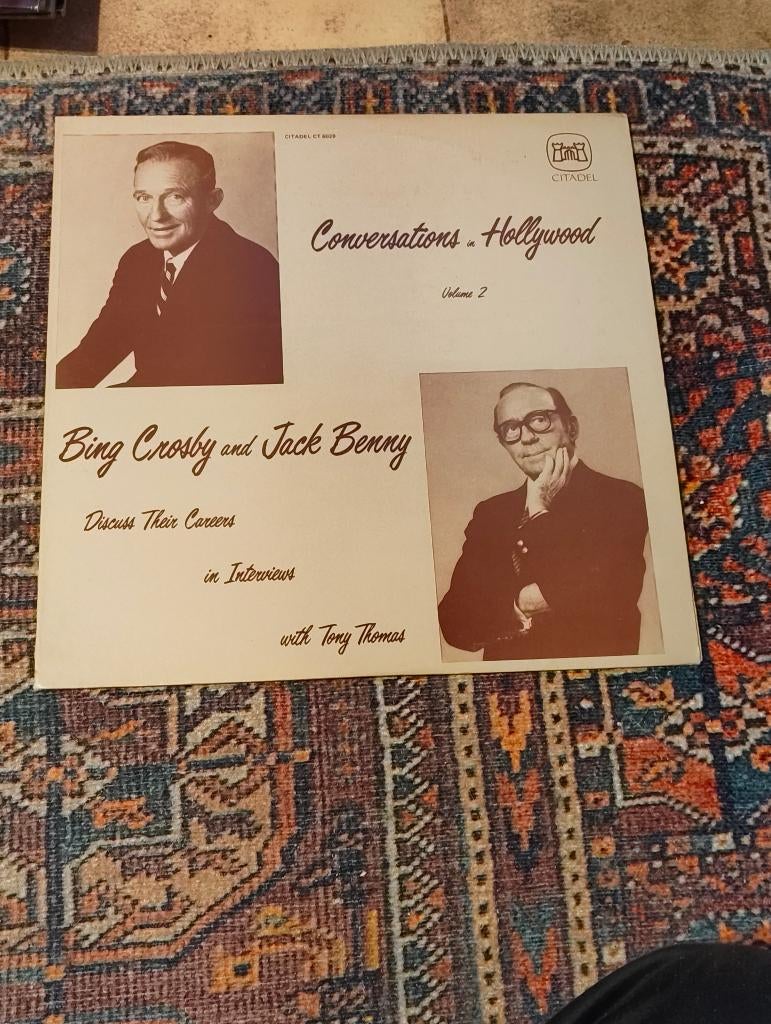 CITADEL CT 6029
CITADEL
Conversations in Hollywood
Volume 2
Bing Crosby and Jack Benny
Discuss Their Careers
in Interviews
with Tony Thomas